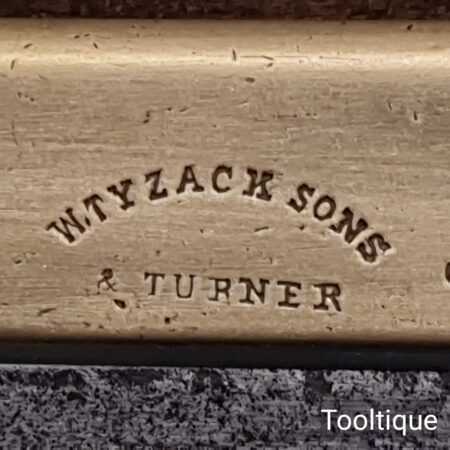 W.TYZACK SONS
& TURNER
Tooltique